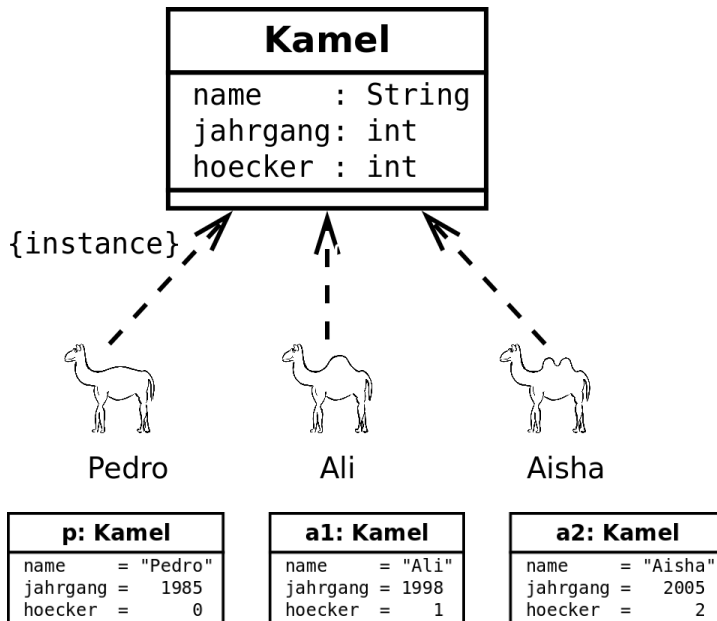 Kamel
name : String
jahrgang: int
hoecker : int
{instance}
Pedro Ali Aisha
p: Kamel
name = "Pedro"
jahrgang = 1985
hoecker = 0
a1: Kamel
name = "Ali"
jahrgang = 1998
hoecker = 1
a2: Kamel
name = "Aisha"
jahrgang = 2005
hoecker = 2